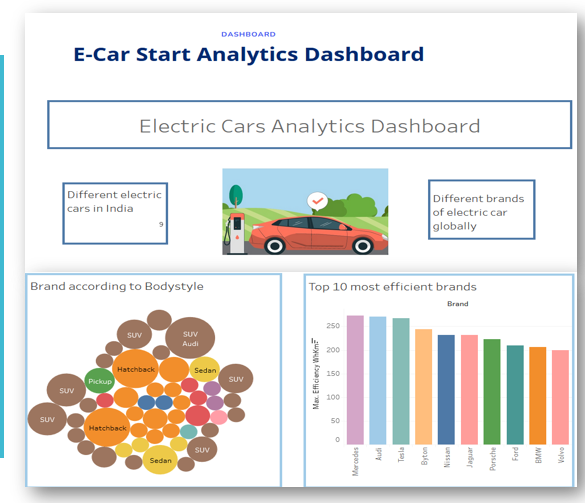 DASHBOARD
E-Car Start Analytics Dashboard
Electric Cars Analytics Dashboard
Different electric
cars in India
9
Different brands
of electric car
globally
Brand according to Bodystyle
SUV
SUV
Audi
Hatchback
Sedan
Pickup
SUV
SUV
SUV
Hatchback
SUV
Sedan
Top 10 most efficient brands
Brand
Max. Efficiency WhKm
250
200
150
100
50
0
Mercedes
Audi
Tesla
Byton
Nissan
Jaguar
Porsche
Ford
BMW
Volvo